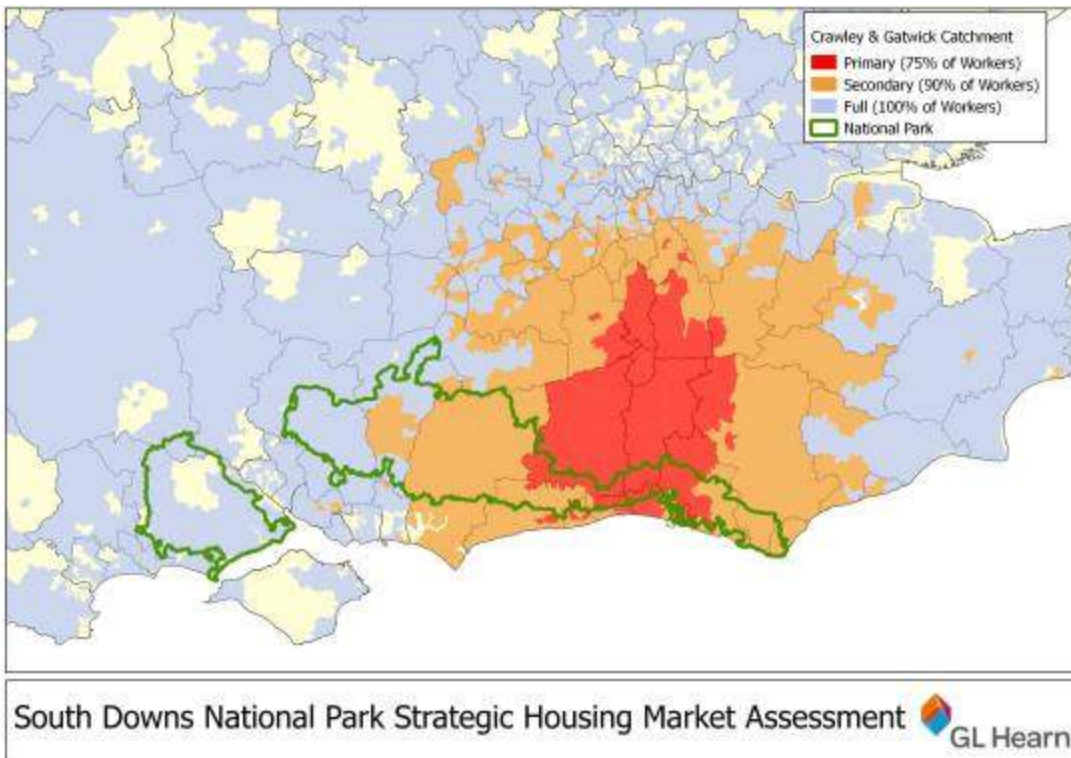 Crawley & Gatwick Catchment
Primary (75% of Workers)
Secondary (90% of Workers)
Full (100% of Workers)
National Park
South Downs National Park Strategic Housing Market Assessment
GL Hearn